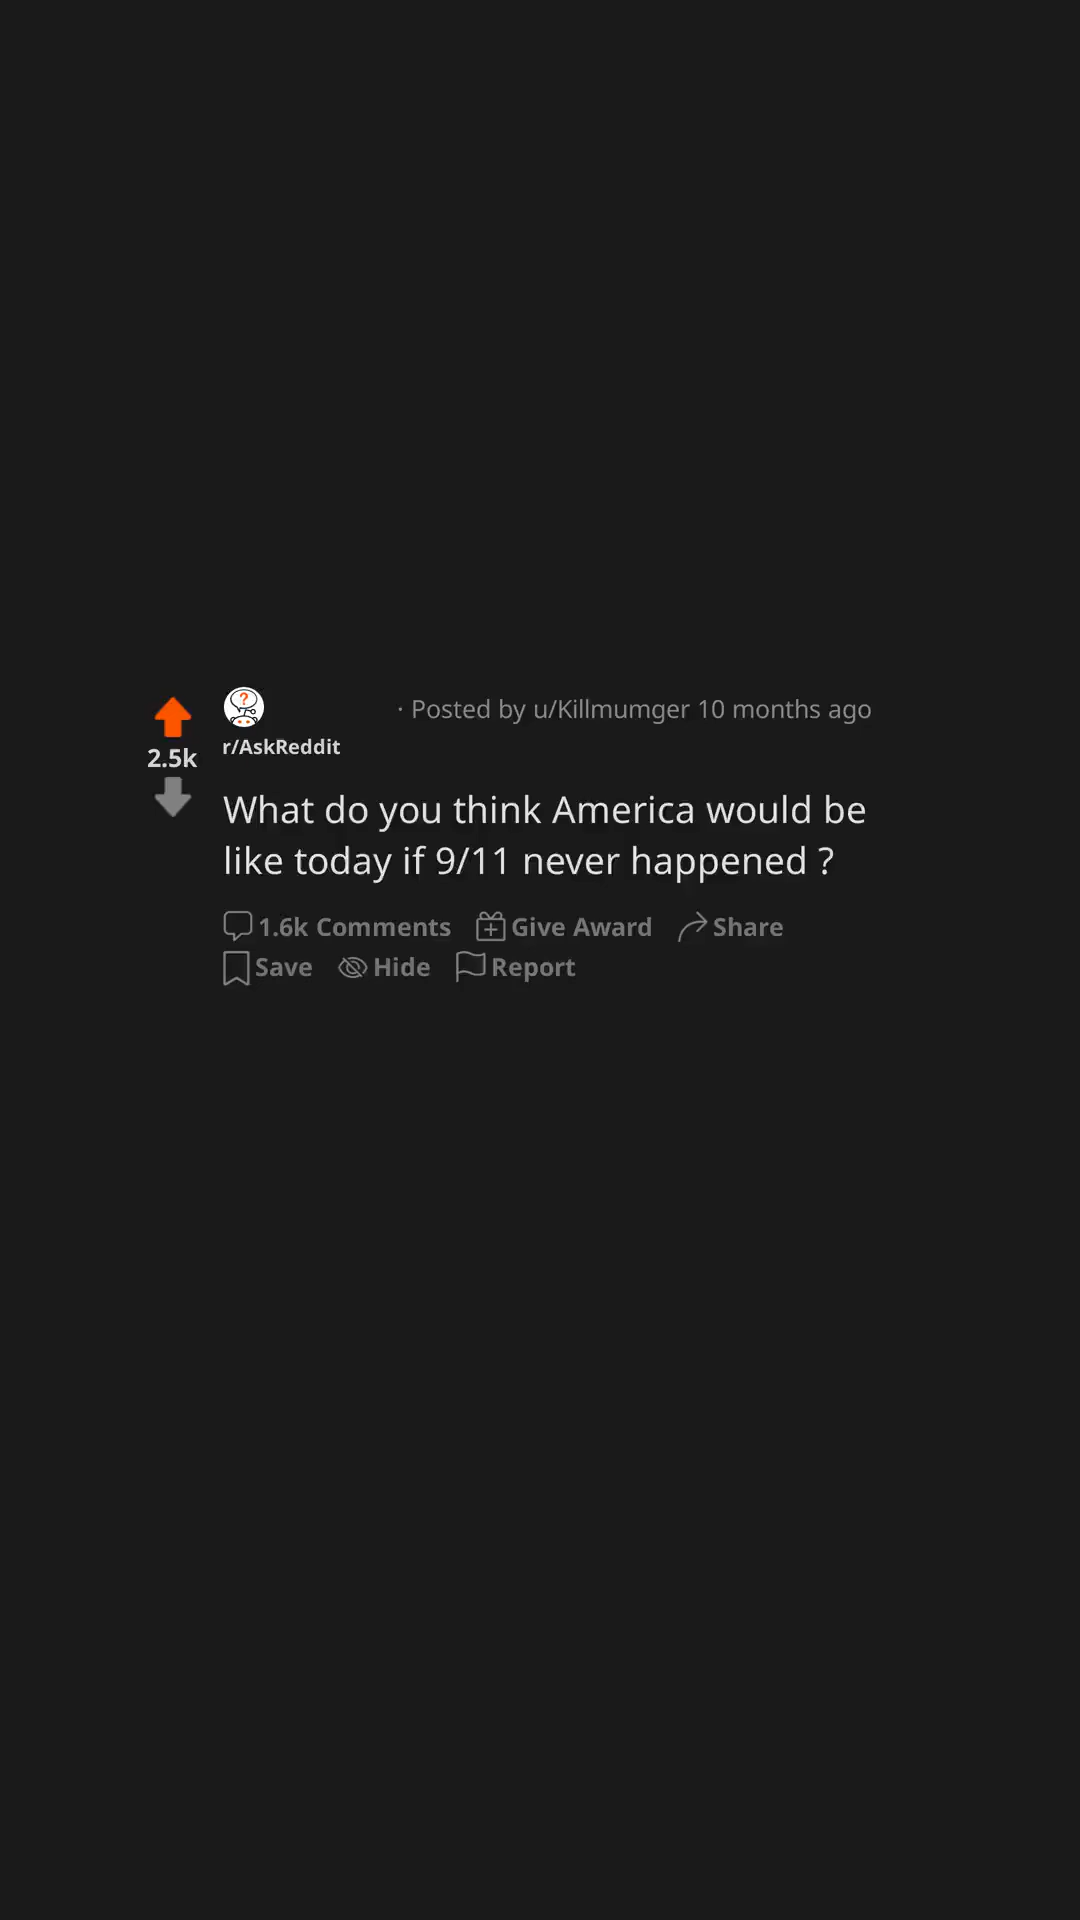 · Posted by u/Killmumger 10 months ago
r/AskReddit
2.5k
What do you think America would be
like today if 9/11 never happened ?
1.6k Comments Give Award Share
Save Hide Report